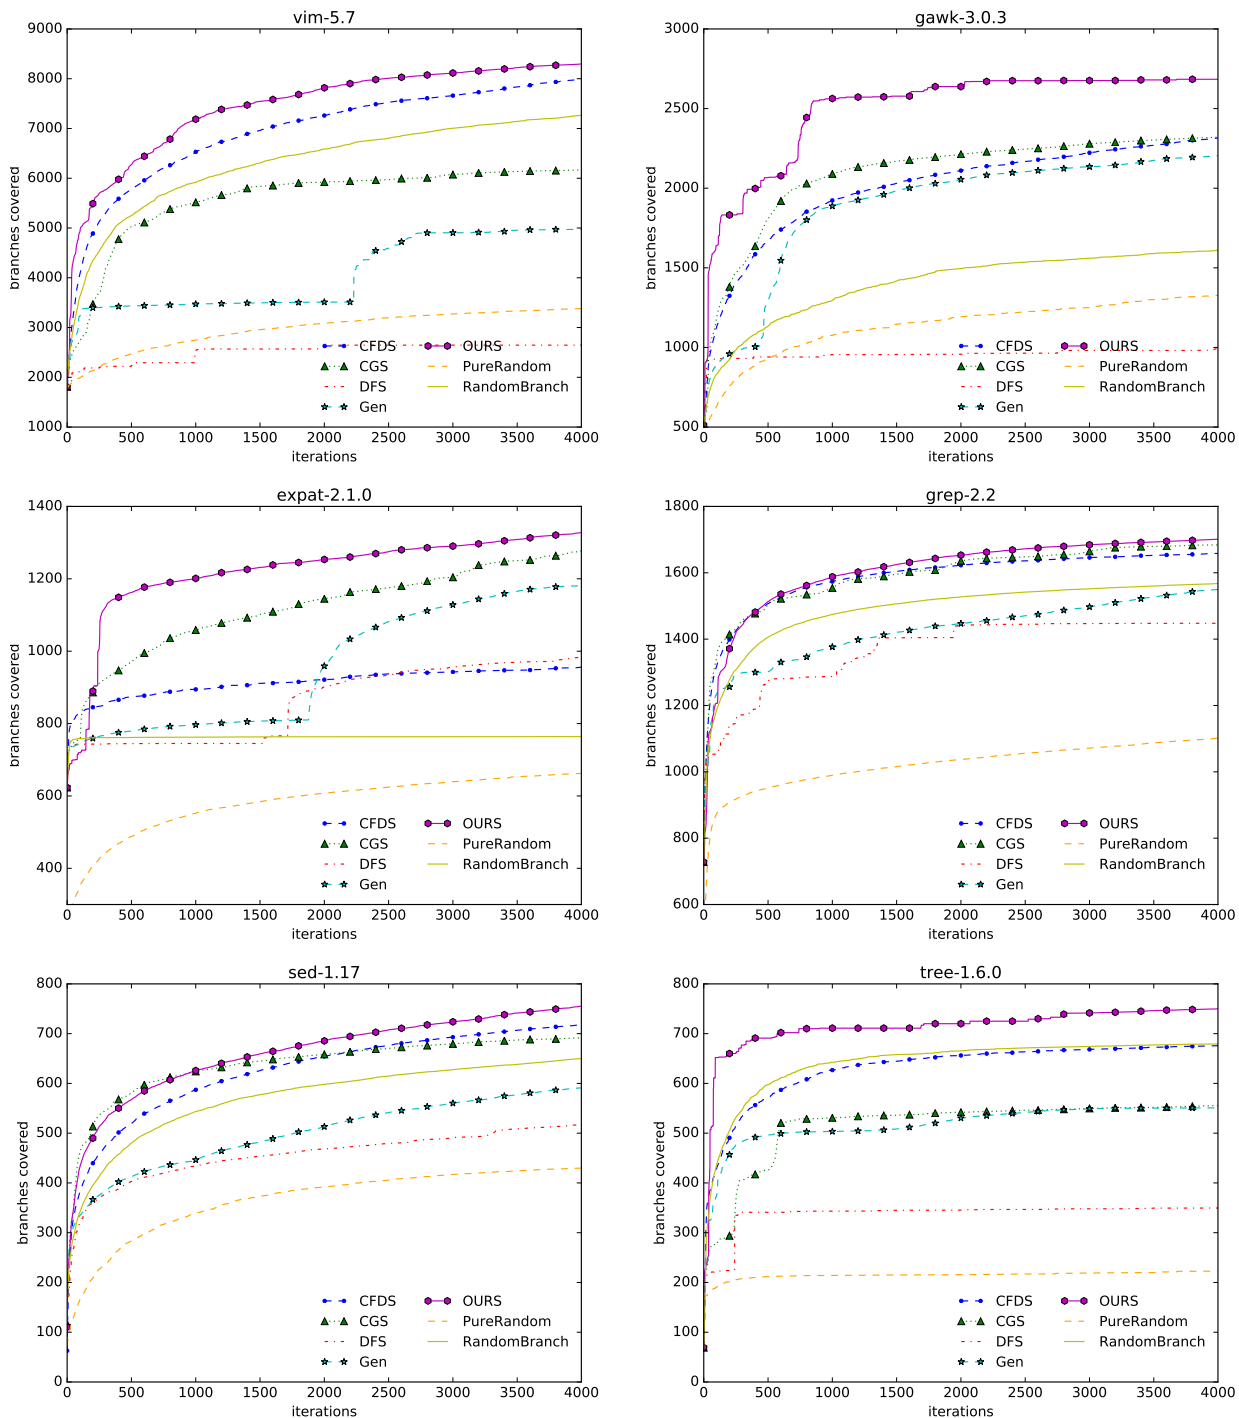 vim-5.7
9000
8000
7000
6000
5000
4000
3000
2000
1000
branches covered
0 500 1000 1500 2000 2500 3000 3500 4000
iterations
CFDS OURS
CGS PureRandom
DFS RandomBranch
Gen
gawk-3.0.3
3000
2500
2000
1500
1000
500
branches covered
0 500 1000 1500 2000 2500 3000 3500 4000
iterations
CFDS OURS
CGS PureRandom
DFS RandomBranch
Gen
expat-2.1.0
1400
1200
1000
800
600
400
branches covered
0 500 1000 1500 2000 2500 3000 3500 4000
iterations
CFDS OURS
CGS PureRandom
DFS RandomBranch
Gen
grep-2.2
1800
1600
1400
1200
1000
800
600
branches covered
0 500 1000 1500 2000 2500 3000 3500 4000
iterations
CFDS OURS
CGS PureRandom
DFS RandomBranch
Gen
sed-1.17
800
700
600
500
400
300
200
100
0
branches covered
0 500 1000 1500 2000 2500 3000 3500 4000
iterations
CFDS OURS
CGS PureRandom
DFS RandomBranch
Gen
tree-1.6.0
800
700
600
500
400
300
200
100
0
branches covered
0 500 1000 1500 2000 2500 3000 3500 4000
iterations
CFDS OURS
CGS PureRandom
DFS RandomBranch
Gen